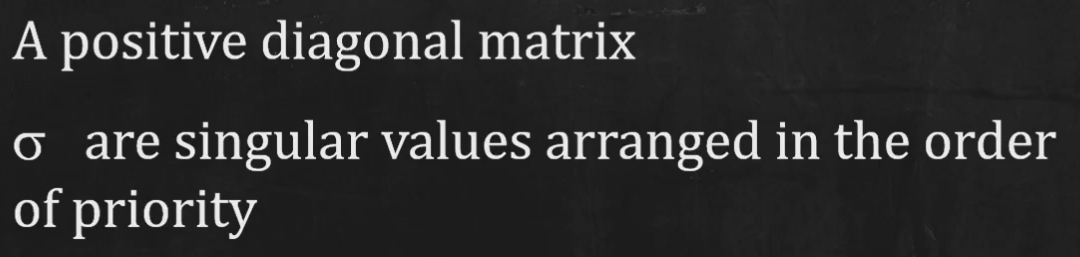 A positive diagonal matrix
σ are singular values arranged in the order
of priority